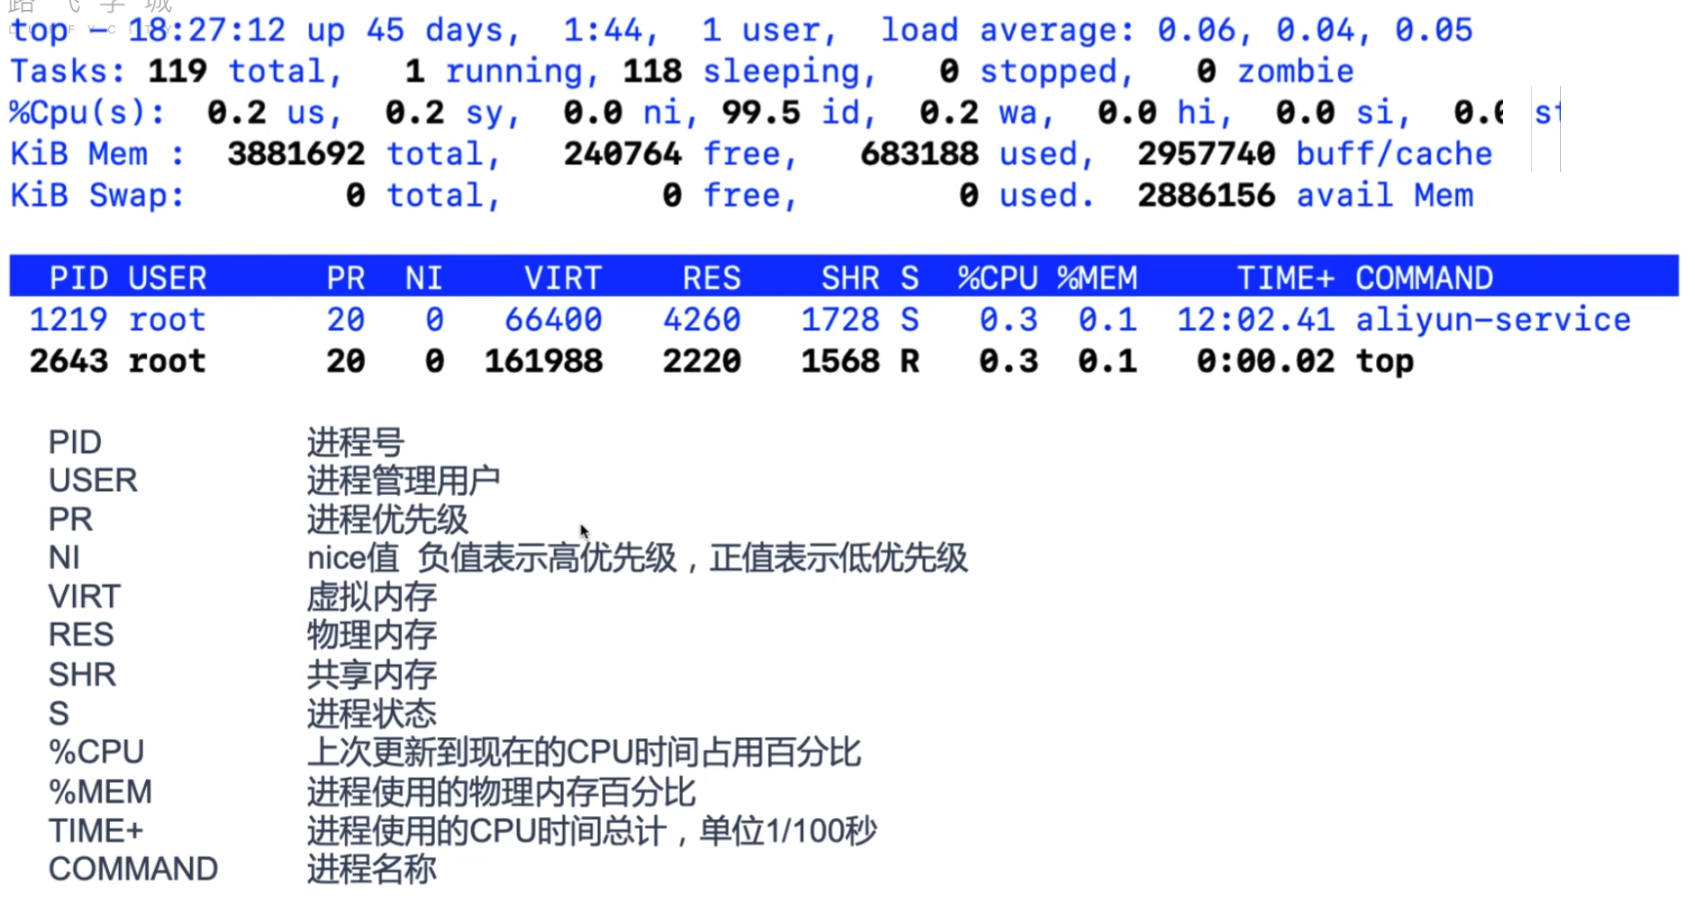 路飞学城
top - 18:27:12 up 45 days,  1:44,  1 user,  load average: 0.06, 0.04, 0.05
Tasks: 119 total,   1 running, 118 sleeping,   0 stopped,   0 zombie
%Cpu(s):  0.2 us,  0.2 sy,  0.0 ni, 99.5 id,  0.2 wa,  0.0 hi,  0.0 si,  0.0 st
KiB Mem :  3881692 total,   240764 free,   683188 used,  2957740 buff/cache
KiB Swap:        0 total,        0 free,        0 used.  2886156 avail Mem
PID USER      PR  NI    VIRT    RES    SHR S  %CPU %MEM     TIME+ COMMAND
1219 root      20   0   66400   4260   1728 S   0.3  0.1  12:02.41 aliyun-service
2643 root      20   0  161988   2220   1568 R   0.3  0.1   0:00.02 top
PID 进程号
USER 进程管理用户
PR 进程优先级
NI nice值 负值表示高优先级，正值表示低优先级
VIRT 虚拟内存
RES 物理内存
SHR 共享内存
S 进程状态
%CPU 上次更新到现在的CPU时间占用百分比
%MEM 进程使用的物理内存百分比
TIME+ 进程使用的CPU时间总计，单位1/100秒
COMMAND 进程名称